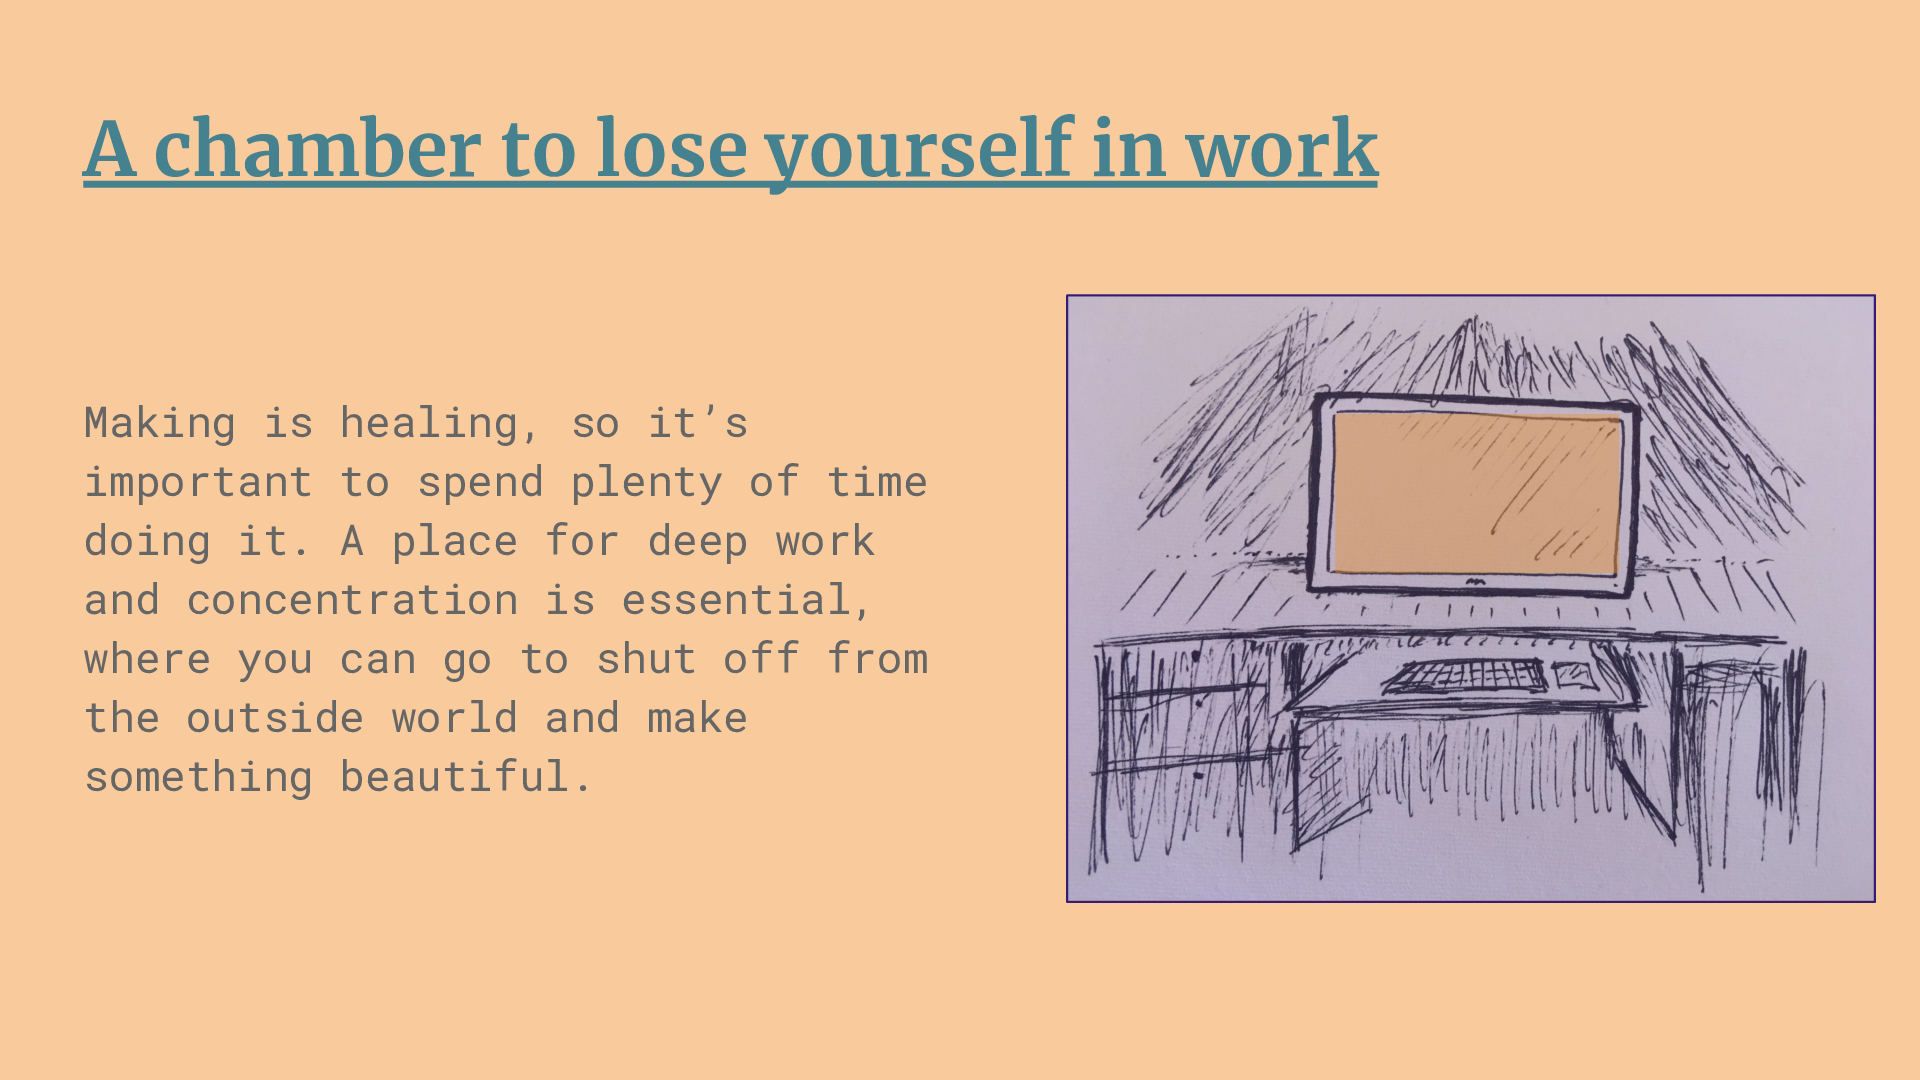 A chamber to lose yourself in work
Making is healing, so it’s
important to spend plenty of time
doing it. A place for deep work
and concentration is essential,
where you can go to shut off from
the outside world and make
something beautiful.